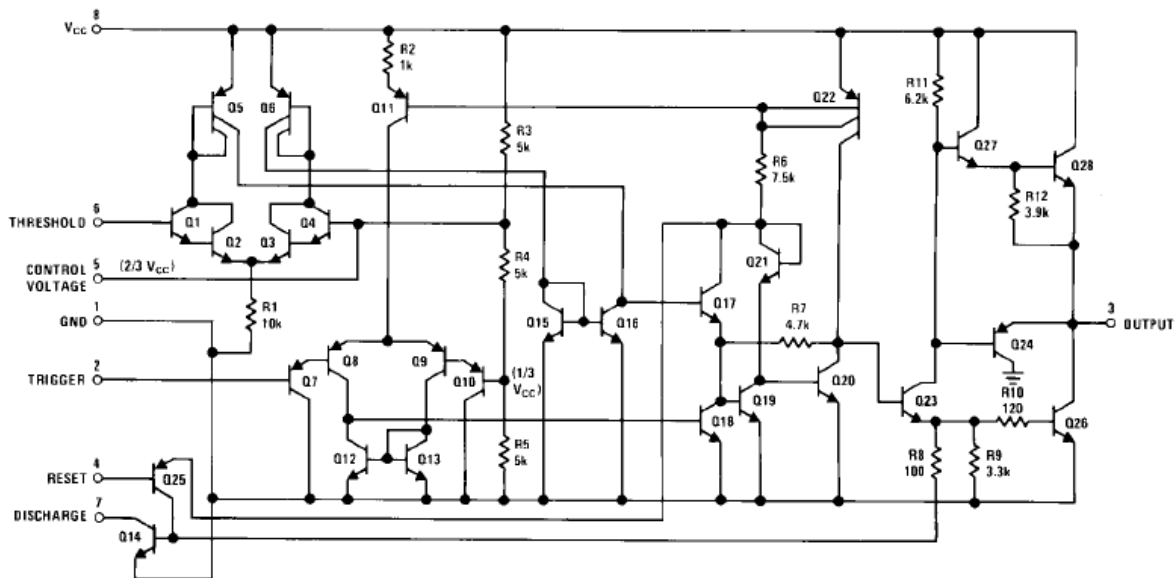 8
VCC
R2
1k
Q5
Q6
Q11
Q22
R11
6.2k
R3
5k
Q27
Q28
R6
7.5k
R12
3.9k
6
THRESHOLD
Q1
Q2
Q3
Q4
5
CONTROL
VOLTAGE
(2/3 VCC)
R4
5k
Q21
1
GND
R1
10k
Q15
Q16
Q17
R7
4.7k
3
OUTPUT
Q24
2
TRIGGER
Q7
Q8
Q9
Q10
(1/3
VCC)
Q18
Q19
Q20
Q23
R10
120
Q26
Q12
Q13
R5
5k
R8
100
R9
3.3k
4
RESET
Q25
7
DISCHARGE
Q14